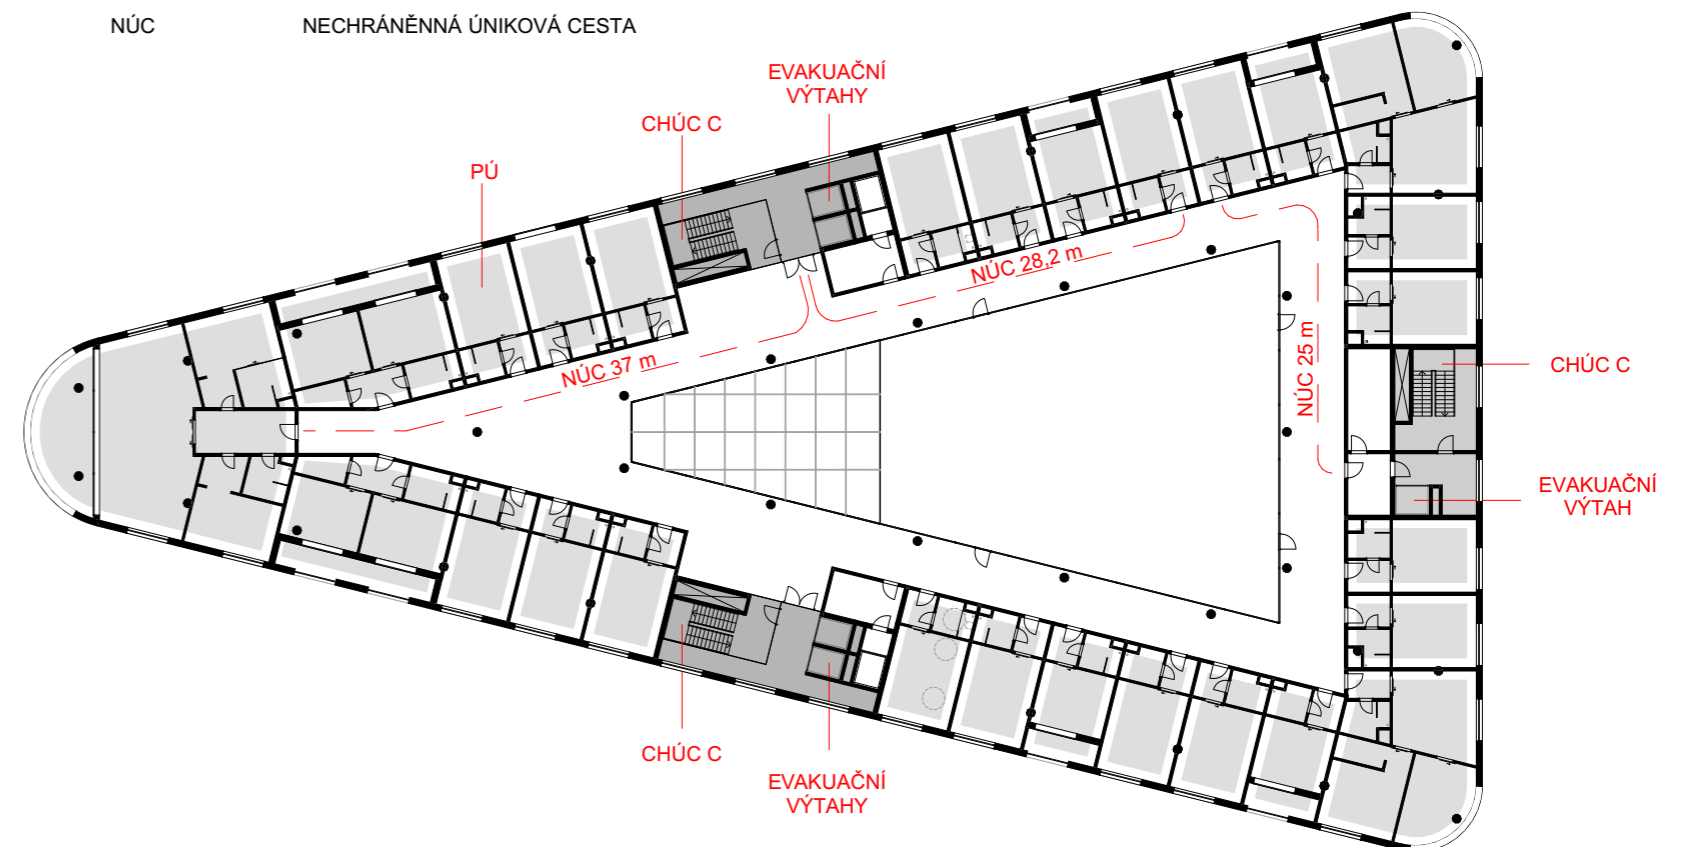 NÚC NECHRÁNĚNNÁ ÚNIKOVÁ CESTA
EVAKUAČNÍ
VÝTAHY
CHÚC C
PÚ
NÚC 28,2 m
NÚC 37 m
NÚC 25 m
CHÚC C
EVAKUAČNÍ
VÝTAH
CHÚC C
EVAKUAČNÍ
VÝTAHY